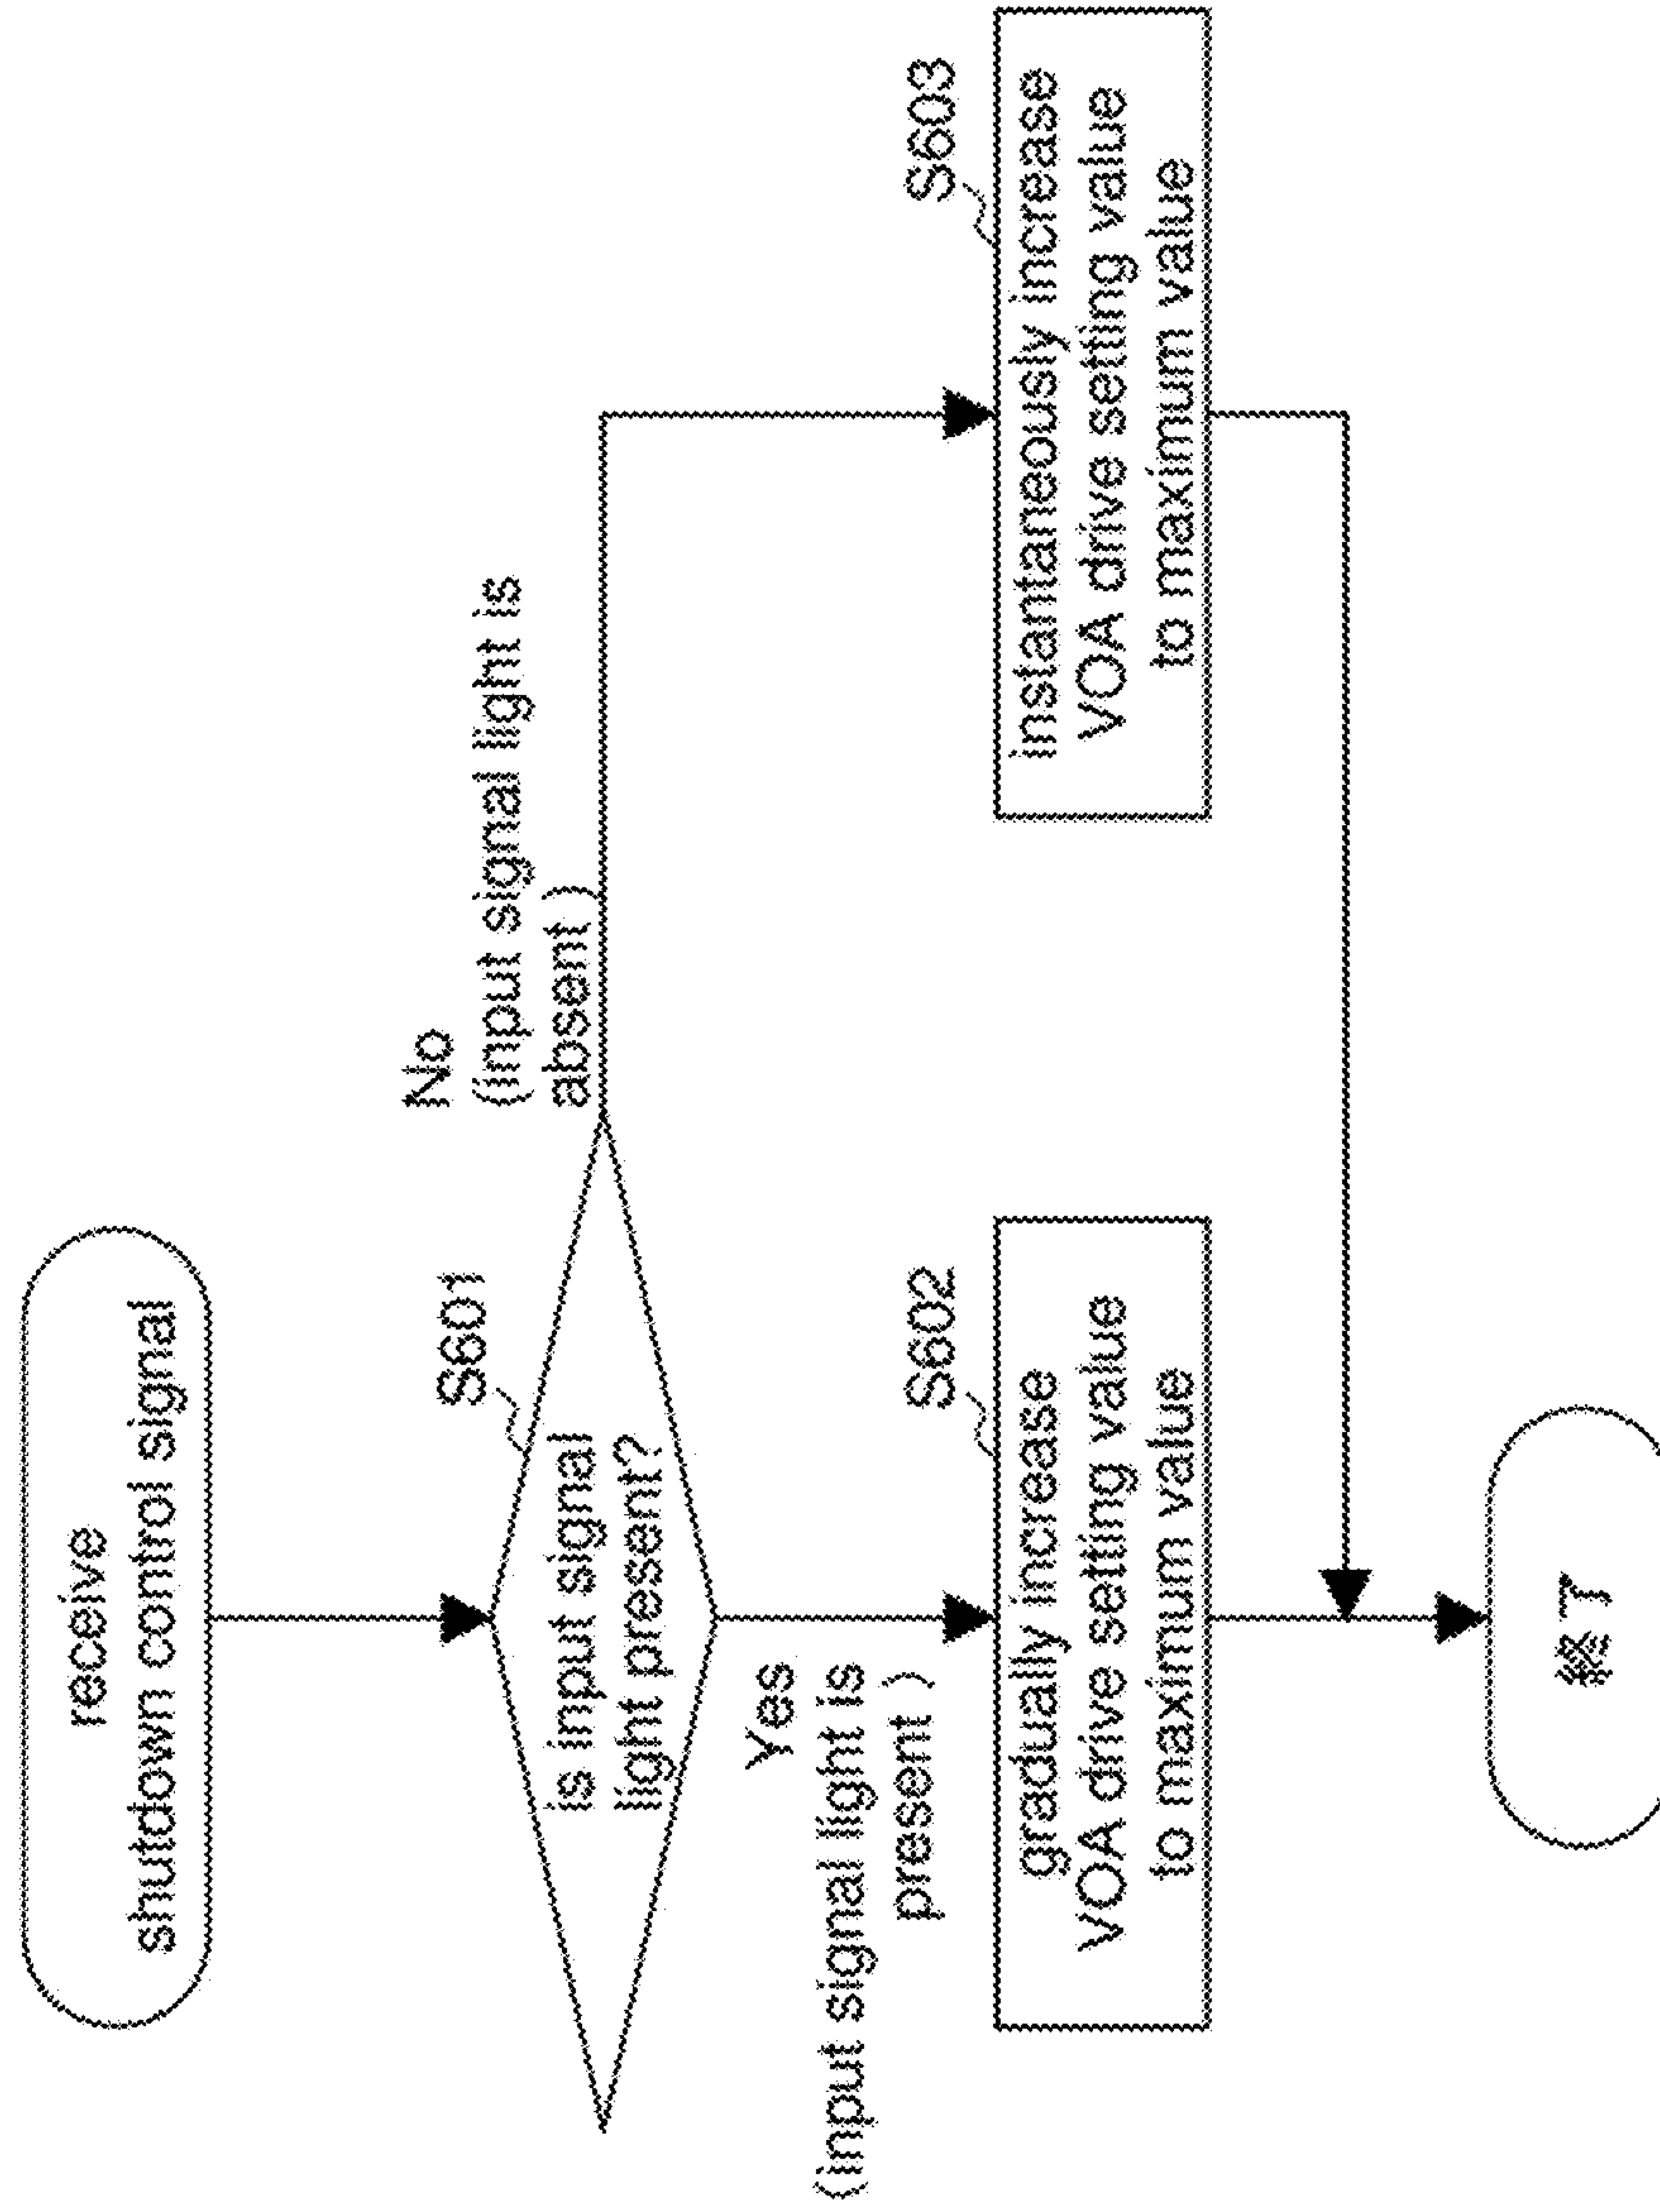 receive
shutdown control signal
S601
is input signal
light present?
No
(input signal light is
absent )
Yes
(input signal light is
present )
S602
gradually increase
VOA drive setting value
to maximum value
S603
instantaneously increase
VOA drive setting value
to maximum value
終了